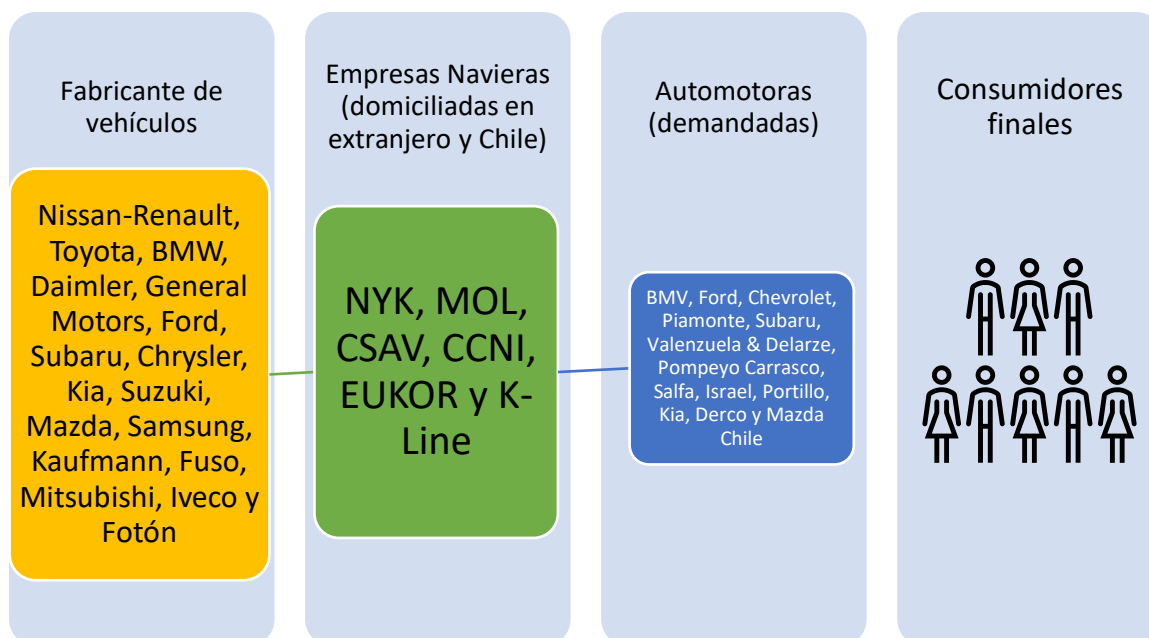 Fabricante de
vehículos
Nissan-Renault,
Toyota, BMW,
Daimler, General
Motors, Ford,
Subaru, Chrysler,
Kia, Suzuki,
Mazda, Samsung,
Kaufmann, Fuso,
Mitsubishi, Iveco y
Fotón
Empresas Navieras
(domiciliadas en
extranjero y Chile)
NYK, MOL,
CSAV, CCNI,
EUKOR y K-
Line
Automotoras
(demandadas)
BMV, Ford, Chevrolet,
Piamonte, Subaru,
Valenzuela & Delarze,
Pompeyo Carrasco,
Salfa, Israel, Portillo,
Kia, Derco y Mazda
Chile
Consumidores
finales